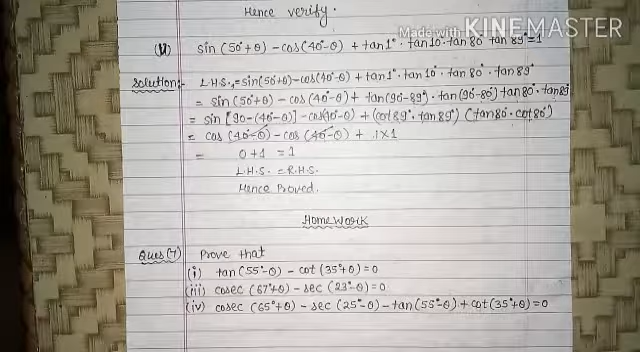 Hence verify.
Made with KINEMASTER
(ii) sin (50°+θ) - cos(40°-θ) + tan1° · tan10° · tan80° tan 89°=1
Solution:- L.H.S.=sin(50°+θ)-cos(40°-θ) + tan1° · tan10° · tan80° · tan89°
= sin(50°+θ) - cos(40°-θ) + tan(90-89°) · tan(90-80°) tan80° · tan89°
= sin [90-(40°-θ)] -cos(40°-θ) + (cot89° · tan89°) (tan80° · cot80°)
= cos (40°-θ) - cos (40°-θ) + 1×1
= 0+1 = 1
L.H.S. = R.H.S.
Hence Proved.
HomeWork
Ques(7) Prove that
(i) tan(55°-θ) - cot(35°+θ)=0
(iii) cosec (67°+θ) - sec(23°-θ)=0
(iv) cosec (65°+θ) - sec (25°-θ) - tan(55°-θ) + cot(35°+θ)=0